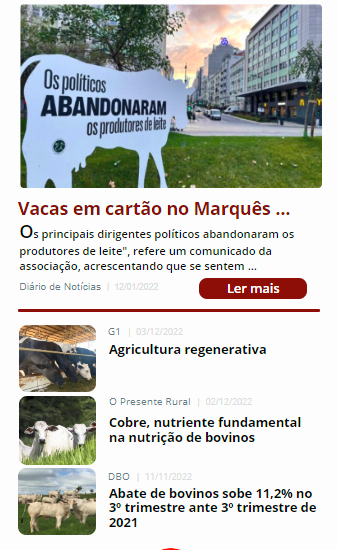 Os políticos
ABANDONARAM
os produtores de leite
Vacas em cartão no Marquês ...
Os principais dirigentes políticos abandonaram os
produtores de leite", refere um comunicado da
associação, acrescentando que se sentem ...
Diário de Notícias | 12/01/2022
Ler mais
G1 | 03/12/2022
Agricultura regenerativa
O Presente Rural | 02/12/2022
Cobre, nutriente fundamental
na nutrição de bovinos
DBO | 11/11/2022
Abate de bovinos sobe 11,2% no
3º trimestre ante 3º trimestre de
2021